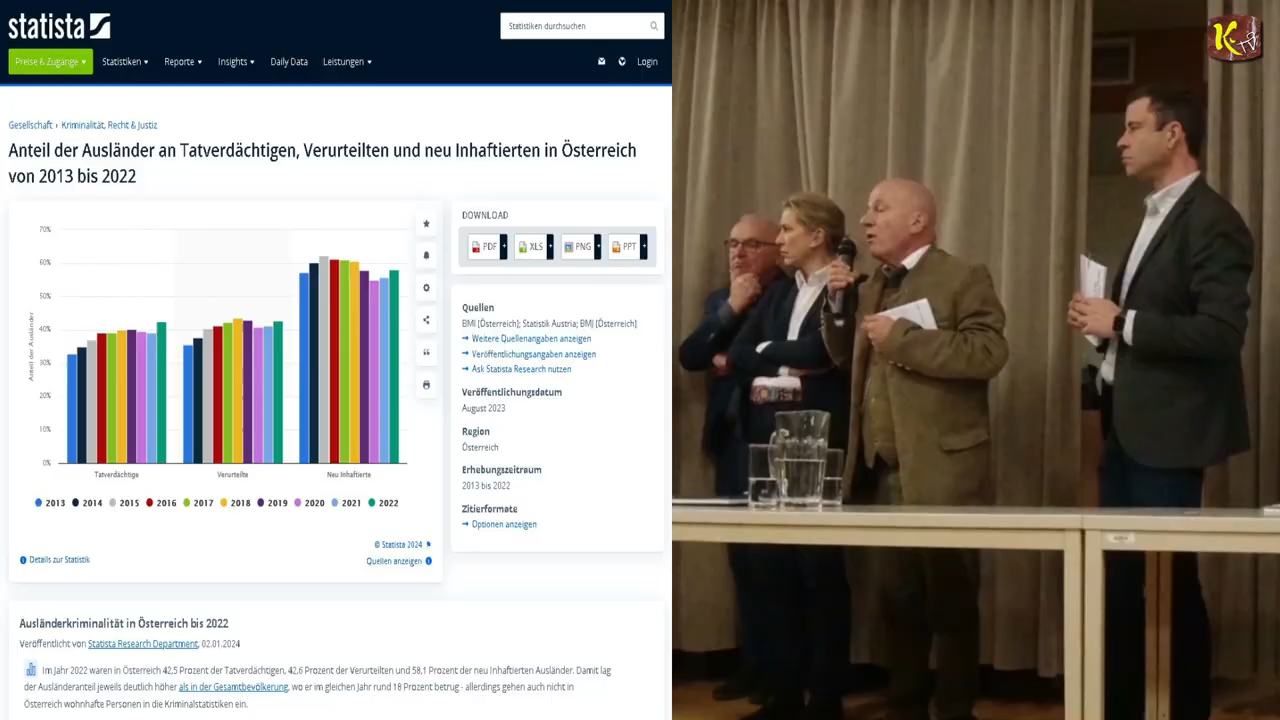 statista
Statistiken durchsuchen
Preise & Zugänge
Statistiken
Reporte
Insights
Daily Data
Leistungen
Login
Gesellschaft › Kriminalität, Recht & Justiz
Anteil der Ausländer an Tatverdächtigen, Verurteilten und neu Inhaftierten in Österreich
von 2013 bis 2022
70%
60%
50%
40%
30%
20%
10%
0%
Anteil der Ausländer
Tatverdächtige
Verurteilte
Neu Inhaftierte
2013 2014 2015 2016 2017 2018 2019 2020 2021 2022
© Statista 2024
Details zur Statistik
Quellen anzeigen
DOWNLOAD
PDF +
XLS +
PNG +
PPT +
Quellen
BMI (Österreich); Statistik Austria; BMJ (Österreich)
→ Weitere Quellenangaben anzeigen
→ Veröffentlichungsangaben anzeigen
→ Ask Statista Research nutzen
Veröffentlichungsdatum
August 2023
Region
Österreich
Erhebungszeitraum
2013 bis 2022
Zitierformate
→ Optionen anzeigen
Ausländerkriminalität in Österreich bis 2022
Veröffentlicht von Statista Research Department, 02.01.2024
Im Jahr 2022 waren in Österreich 42,5 Prozent der Tatverdächtigen, 42,6 Prozent der Verurteilten und 58,1 Prozent der neu Inhaftierten Ausländer. Damit lag
der Ausländeranteil jeweils deutlich höher als in der Gesamtbevölkerung, wo er im gleichen Jahr rund 18 Prozent betrug - allerdings gehen auch nicht in
Österreich wohnhafte Personen in die Kriminalstatistiken ein.
K TV